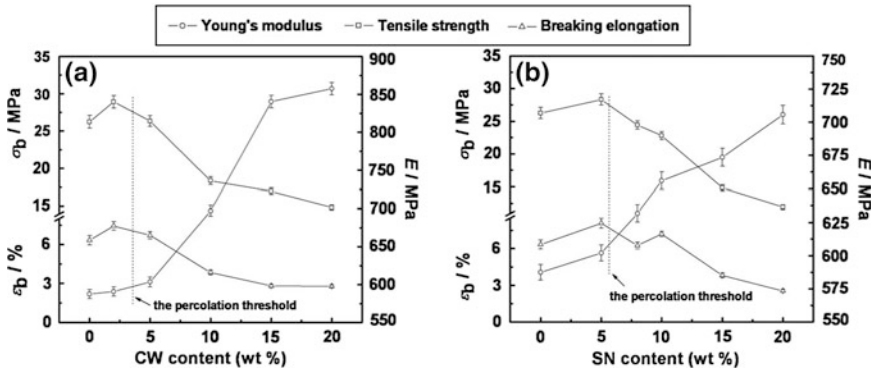 Young's modulus Tensile strength Breaking elongation
(a)
35
30
25
20
15
6
3
0
σb / MPa
εb / %
900
850
800
750
700
650
600
550
E / MPa
the percolation threshold
0 5 10 15 20
CW content (wt %)
(b)
35
30
25
20
15
6
3
0
σb / MPa
εb / %
750
725
700
675
650
625
600
575
550
E / MPa
the percolation threshold
0 5 10 15 20
SN content (wt %)